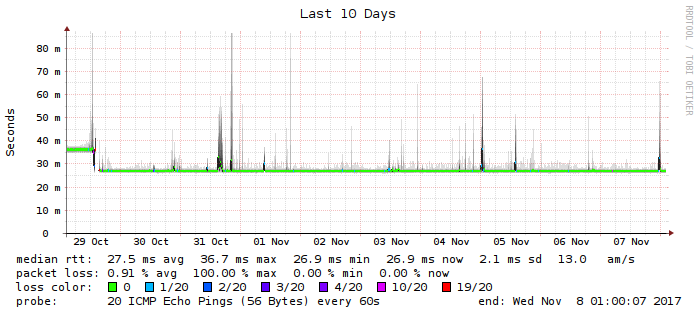 Last 10 Days
RRDTOOL / TOBI OETIKER
Seconds
80 m
70 m
60 m
50 m
40 m
30 m
20 m
10 m
0
29 Oct 30 Oct 31 Oct 01 Nov 02 Nov 03 Nov 04 Nov 05 Nov 06 Nov 07 Nov
median rtt: 27.5 ms avg 36.7 ms max 26.9 ms min 26.9 ms now 2.1 ms sd 13.0 am/s
packet loss: 0.91 % avg 100.00 % max 0.00 % min 0.00 % now
loss color: 0 1/20 2/20 3/20 4/20 10/20 19/20
probe: 20 ICMP Echo Pings (56 Bytes) every 60s end: Wed Nov 8 01:00:07 2017